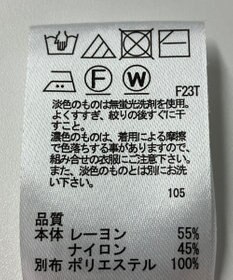 F W
F23T
淡色のものは無蛍光洗剤を使用。
よくすすぎ、絞りの後すぐに干
すこと。
濃色のものは、着用による摩擦
で色落ちする事がありますので、
組み合せの衣服にご注意下さい。
また、淡色のものとは別にお洗
い下さい。
105
品質
本体 レーヨン 55%
ナイロン 45%
別布 ポリエステル 100%